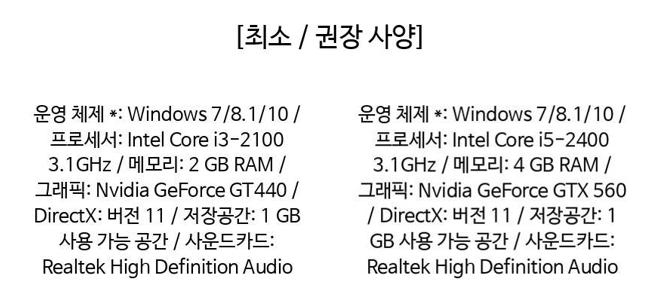 [최소 / 권장 사양]
운영 체제 *: Windows 7/8.1/10 /
프로세서: Intel Core i3-2100
3.1GHz / 메모리: 2 GB RAM /
그래픽: Nvidia GeForce GT440 /
DirectX: 버전 11 / 저장공간: 1 GB
사용 가능 공간 / 사운드카드:
Realtek High Definition Audio
운영 체제 *: Windows 7/8.1/10 /
프로세서: Intel Core i5-2400
3.1GHz / 메모리: 4 GB RAM /
그래픽: Nvidia GeForce GTX 560
/ DirectX: 버전 11 / 저장공간: 1
GB 사용 가능 공간 / 사운드카드:
Realtek High Definition Audio